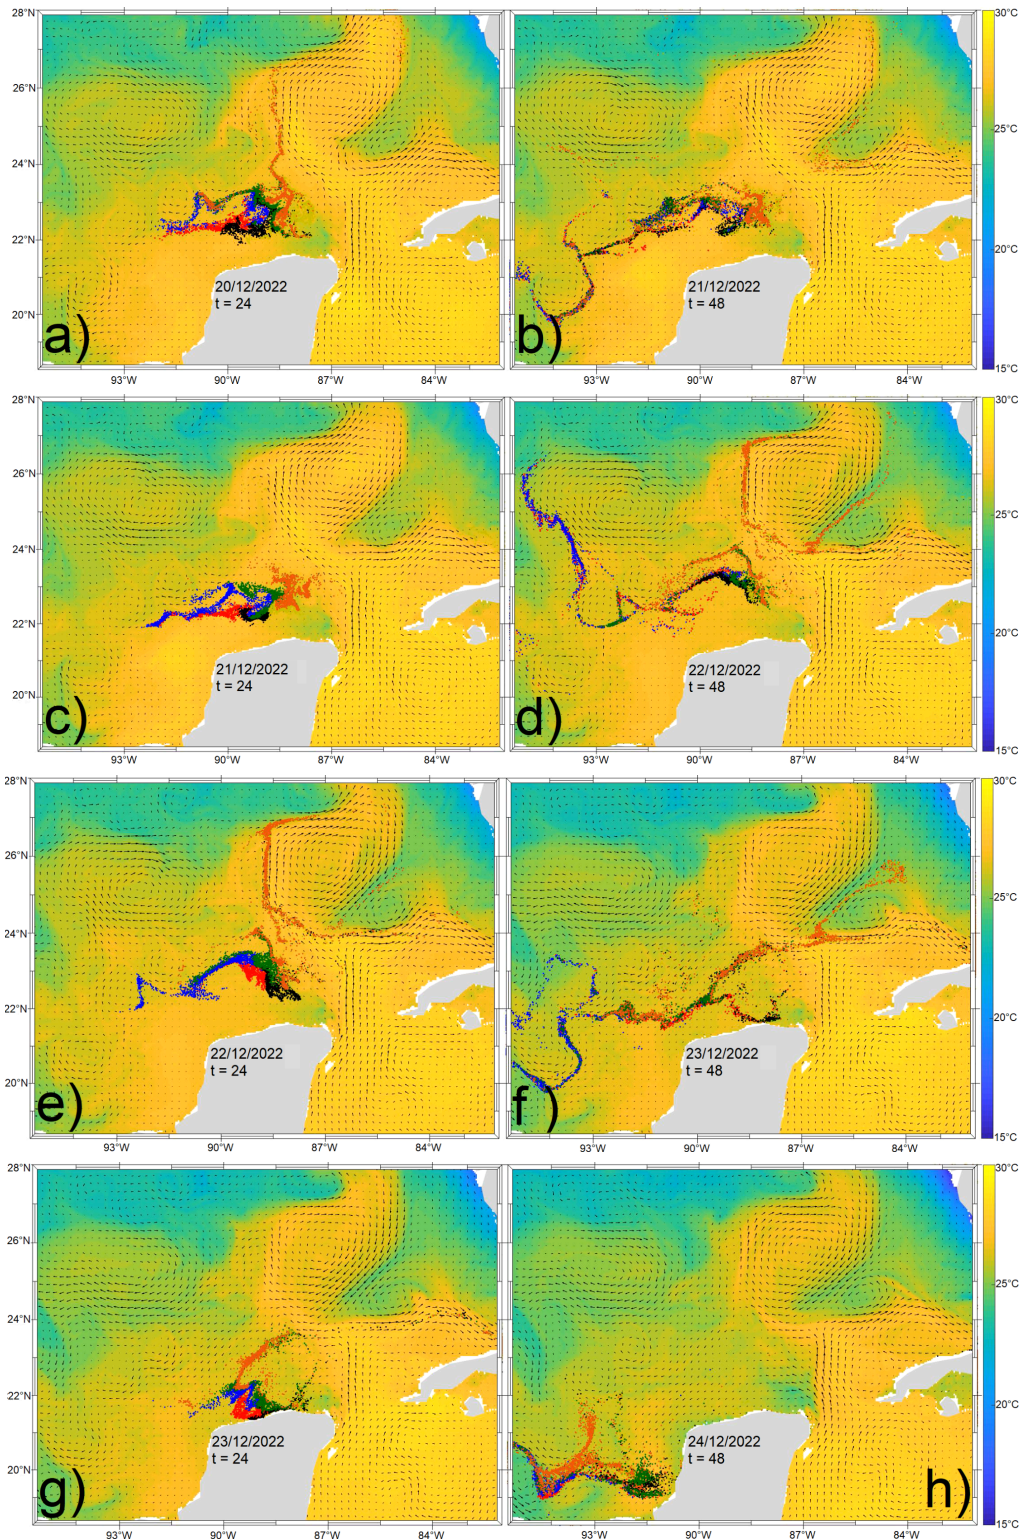 28°N
26°N
24°N
22°N
20°N
20/12/2022
t = 24
a)
93°W 90°W 87°W 84°W
21/12/2022
t = 48
b)
93°W 90°W 87°W 84°W
30°C
25°C
20°C
15°C
28°N
26°N
24°N
22°N
20°N
21/12/2022
t = 24
c)
93°W 90°W 87°W 84°W
22/12/2022
t = 48
d)
93°W 90°W 87°W 84°W
30°C
25°C
20°C
15°C
28°N
26°N
24°N
22°N
20°N
22/12/2022
t = 24
e)
93°W 90°W 87°W 84°W
23/12/2022
t = 48
f)
93°W 90°W 87°W 84°W
30°C
25°C
20°C
15°C
28°N
26°N
24°N
22°N
20°N
23/12/2022
t = 24
g)
93°W 90°W 87°W 84°W
24/12/2022
t = 48
h)
93°W 90°W 87°W 84°W
30°C
25°C
20°C
15°C